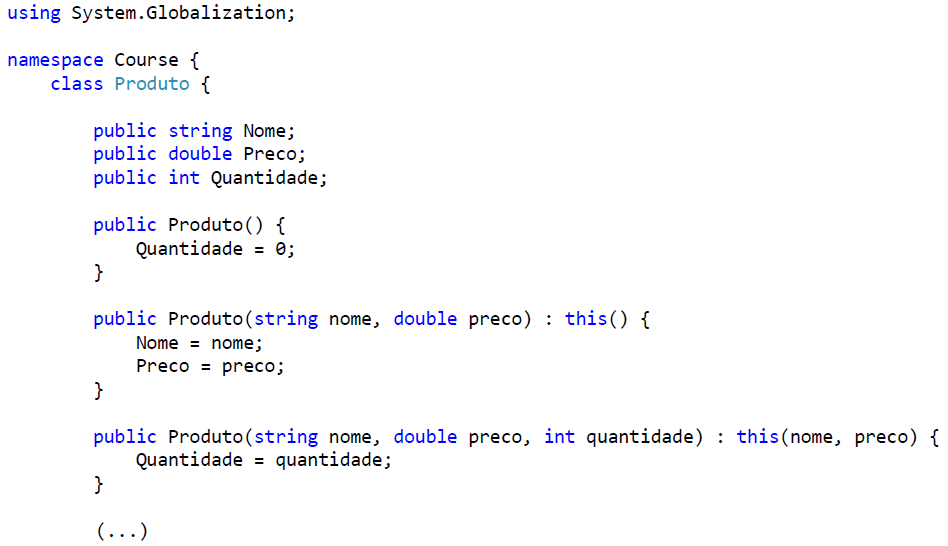 using System.Globalization;
namespace Course {
class Produto {
public string Nome;
public double Preco;
public int Quantidade;
public Produto() {
Quantidade = 0;
}
public Produto(string nome, double preco) : this() {
Nome = nome;
Preco = preco;
}
public Produto(string nome, double preco, int quantidade) : this(nome, preco) {
Quantidade = quantidade;
}
(...)